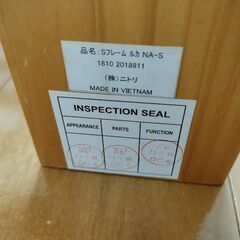 品名：Sフレーム ルカ NA-S
1810 2018911
(株)ニトリ
MADE IN VIETNAM
INSPECTION SEAL
APPEARANCE PARTS FUNCTION